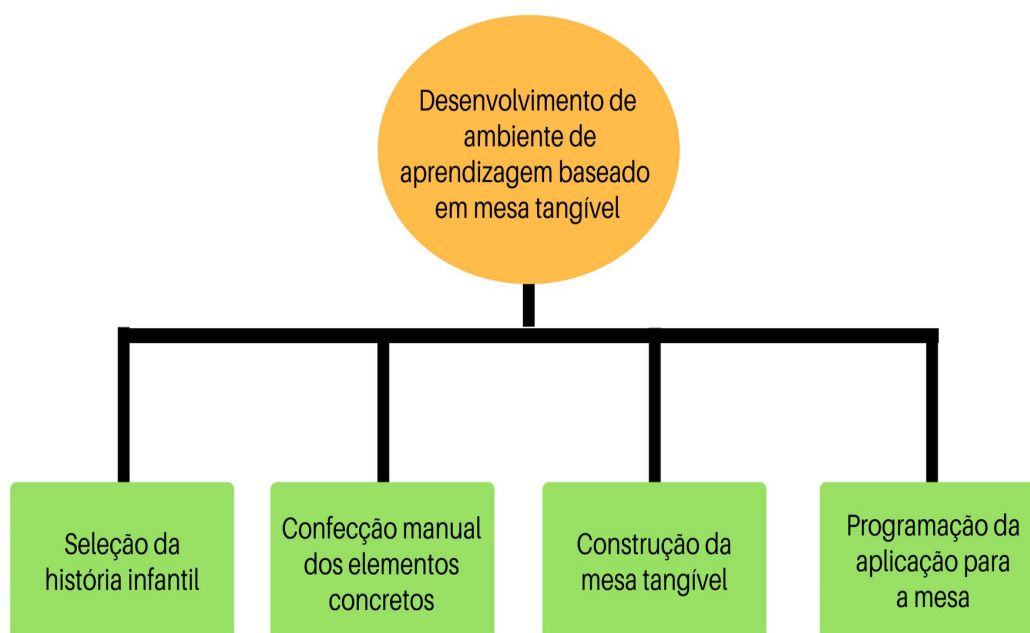 Desenvolvimento de
ambiente de
aprendizagem baseado
em mesa tangível
Seleção da
história infantil
Confecção manual
dos elementos
concretos
Construção da
mesa tangível
Programação da
aplicação para
a mesa